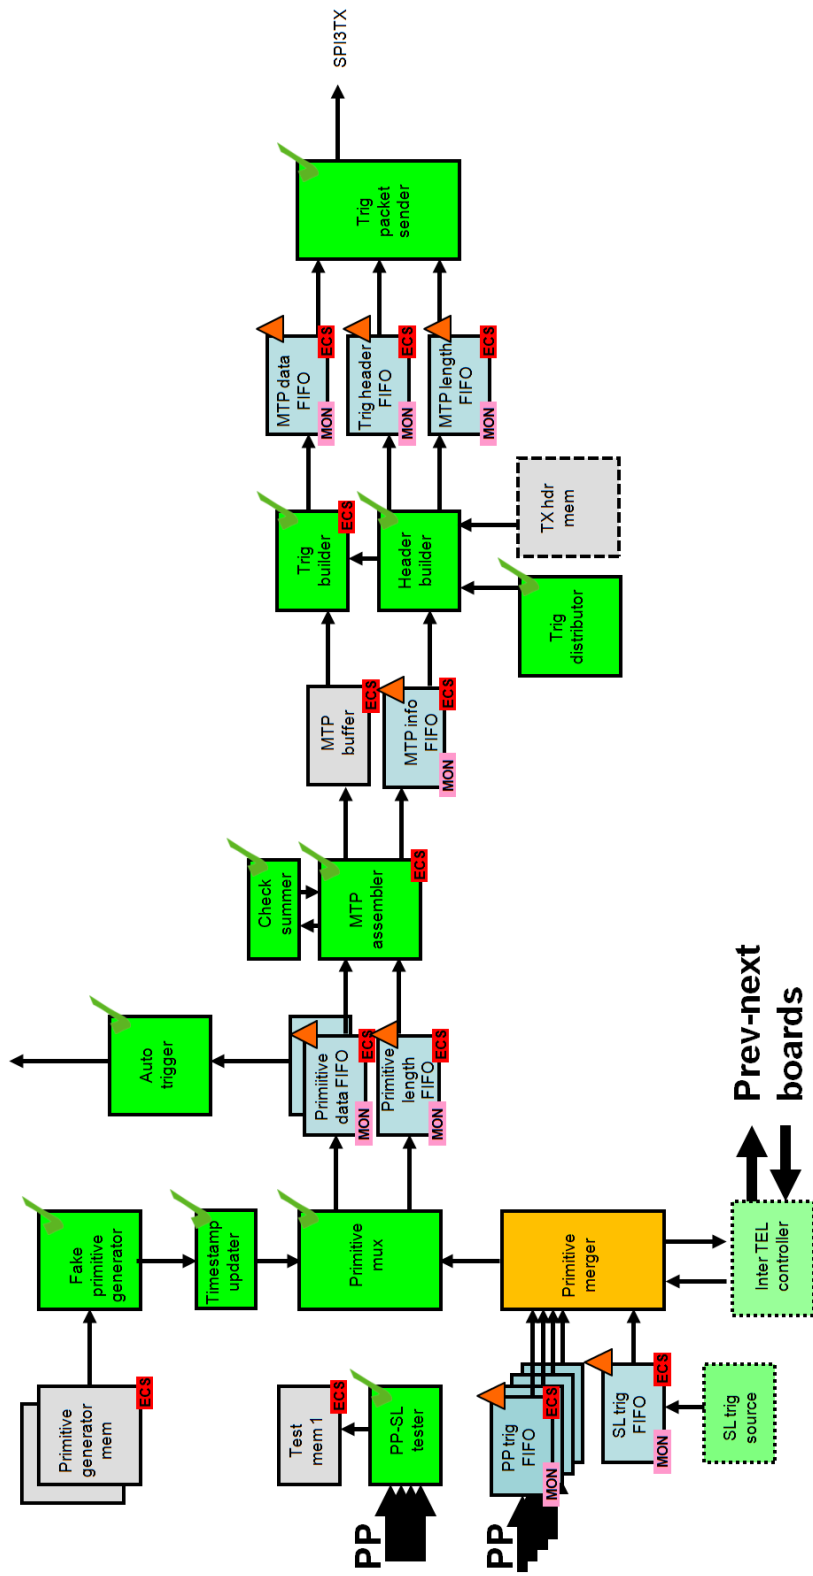 Primitive
generator
mem
ECS
Fake
primitive
generator
Timestamp
updater
Auto
trigger
Test
mem 1
ECS
PP
PP-SL
tester
Primitive
mux
Primiitive
data FIFO
MON
ECS
Primitive
length
FIFO
MON
ECS
Check
summer
MTP
assembler
ECS
MTP
buffer
ECS
MTP info
FIFO
MON
ECS
Trig
builder
ECS
Header
builder
MTP data
FIFO
MON
ECS
Trig header
FIFO
MON
ECS
MTP length
FIFO
MON
ECS
Trig
packet
sender
SPI3TX
PP
PP trig
FIFO
MON
ECS
Primitive
merger
SL trig
FIFO
MON
ECS
SL trig
source
Inter TEL
controller
Prev-next
boards
Trig
distributor
TX hdr
mem